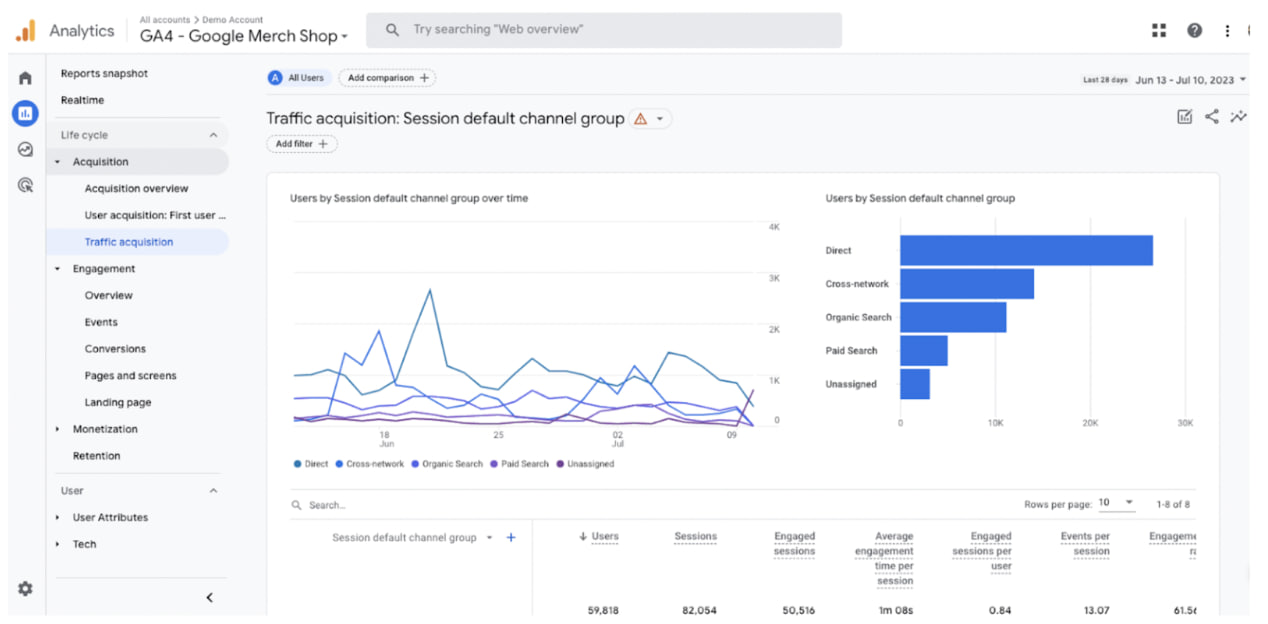 All accounts > Demo Account
Analytics
GA4 - Google Merch Shop
Try searching "Web overview"
Reports snapshot
Realtime
Life cycle
Acquisition
Acquisition overview
User acquisition: First user ...
Traffic acquisition
Engagement
Overview
Events
Conversions
Pages and screens
Landing page
Monetization
Retention
User
User Attributes
Tech
A All Users
Add comparison +
Last 28 days Jun 13 - Jul 10, 2023
Traffic acquisition: Session default channel group
Add filter +
Users by Session default channel group over time
4K
3K
2K
1K
0
18 Jun
25
02 Jul
09
Direct Cross-network Organic Search Paid Search Unassigned
Users by Session default channel group
Direct
Cross-network
Organic Search
Paid Search
Unassigned
0 10K 20K 30K
Search...
Rows per page: 10 1-8 of 8
Session default channel group +
↓ Users
Sessions
Engaged
sessions
Average
engagement
time per
session
Engaged
sessions per
user
Events per
session
Engageme
59,818 82,054 50,516 1m 08s 0.84 13.07 61.5